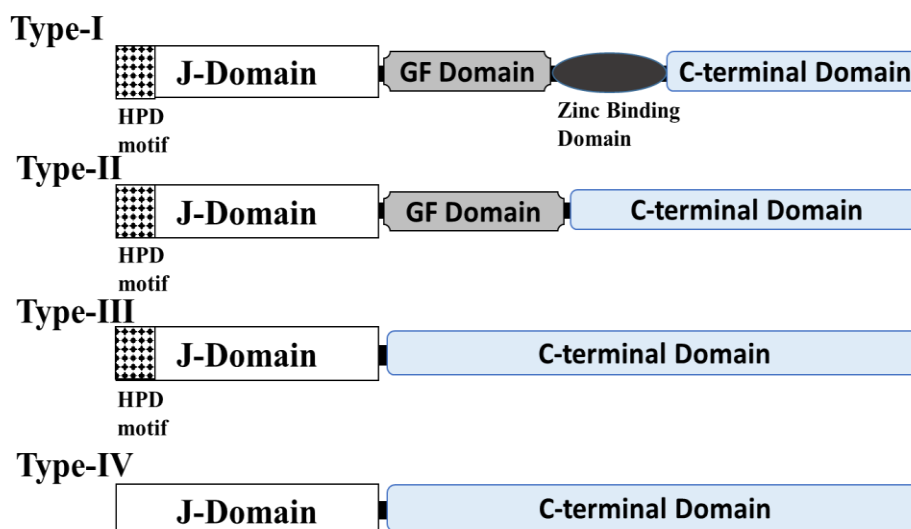 Type-I
J-Domain
GF Domain
C-terminal Domain
HPD
motif
Zinc Binding
Domain
Type-II
J-Domain
GF Domain
C-terminal Domain
HPD
motif
Type-III
J-Domain
C-terminal Domain
HPD
motif
Type-IV
J-Domain
C-terminal Domain